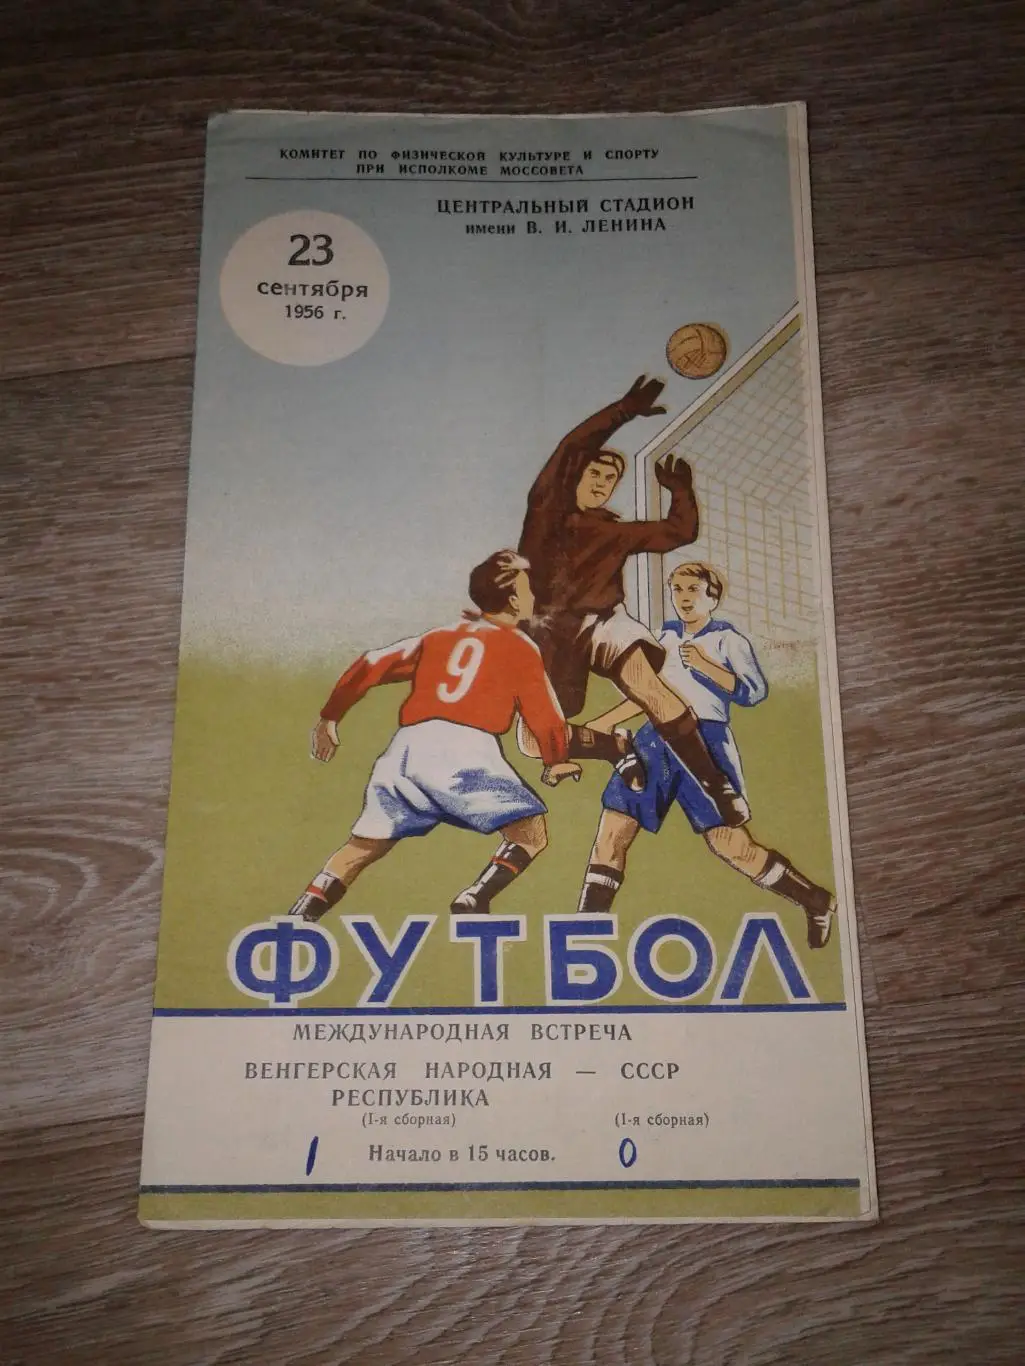 КОМИТЕТ ПО ФИЗИЧЕСКОЙ КУЛЬТУРЕ И СПОРТУ
ПРИ ИСПОЛКОМЕ МОССОВЕТА
ЦЕНТРАЛЬНЫЙ СТАДИОН
имени В. И. ЛЕНИНА
23
сентября
1956 г.
9
ФУТБОЛ
МЕЖДУНАРОДНАЯ ВСТРЕЧА
ВЕНГЕРСКАЯ НАРОДНАЯ — СССР
РЕСПУБЛИКА
(I-я сборная) (I-я сборная)
1 Начало в 15 часов. 0